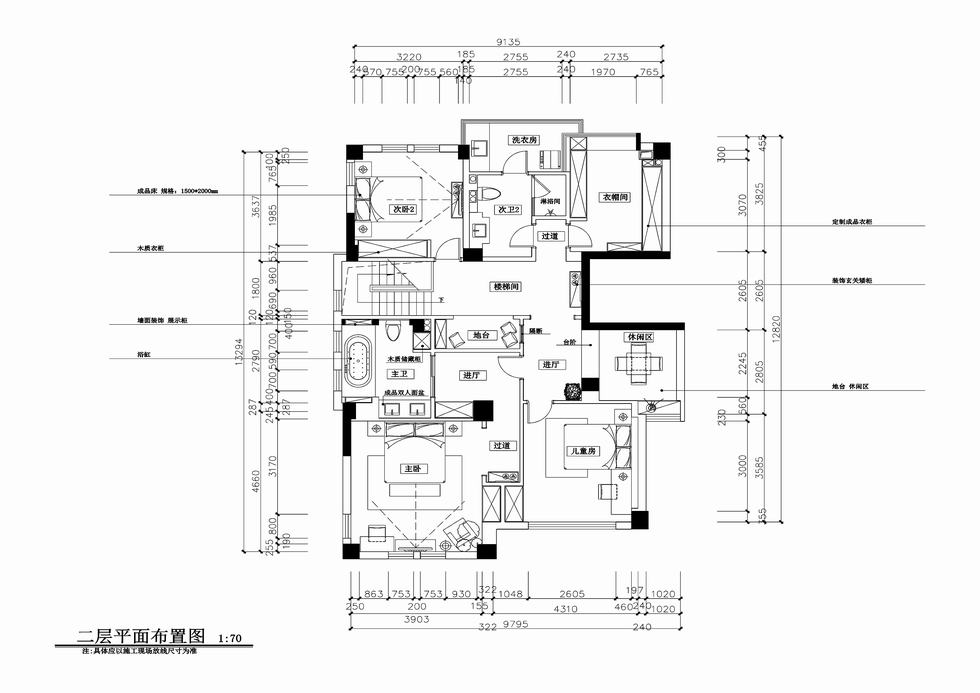 9135
3220 185 2755 240 2735
240 570 755 200 755 560 185 2755 240 1970 765
140
洗衣房
成品床 规格：1500*2000mm
次卧2
次卫2
淋浴间
衣帽间
过道
定制成品衣柜
木质衣柜
楼梯间
装饰玄关矮柜
下
墙面装饰 展示柜
地台
隔断
台阶
休闲区
浴缸
木质储藏柜
主卫
进厅
进厅
成品双人面盆
地台 休闲区
过道
主卧
儿童房
13294
3637
1800
120
2790
287
4660
765
1985
537
960
690
120
150
400
700
590
700
400
245
287
3170
800
255
190
300
3070
2605
2245
560
230
3000
455
3825
2605
2805
3585
355
12820
863 753 753 930 322 1048 2605 197 1020
250 200 155 4310 460 240 1020
3903
322 9795 240
二层平面布置图 1:70
注:具体应以施工现场放线尺寸为准